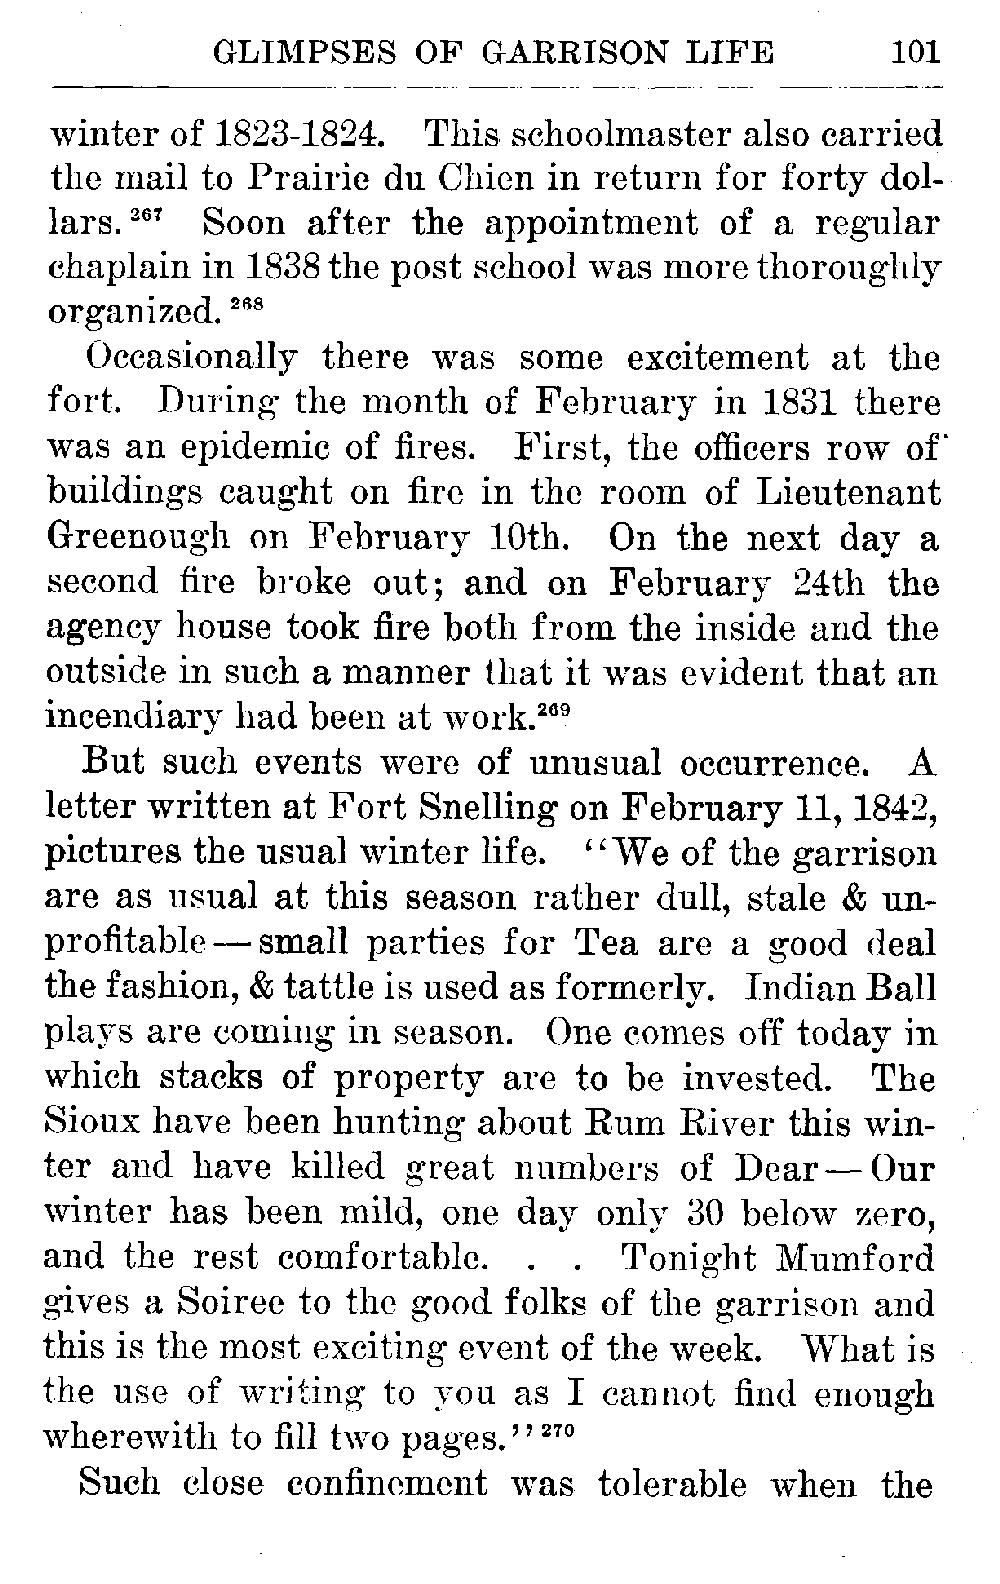 GLIMPSES OF GARRISON LIFE 101
winter of 1823-1824. This schoolmaster also carried
the mail to Prairie du Chien in return for forty dol-
lars.²⁶⁷ Soon after the appointment of a regular
chaplain in 1838 the post school was more thoroughly
organized.²⁶⁸
Occasionally there was some excitement at the
fort. During the month of February in 1831 there
was an epidemic of fires. First, the officers row of
buildings caught on fire in the room of Lieutenant
Greenough on February 10th. On the next day a
second fire broke out; and on February 24th the
agency house took fire both from the inside and the
outside in such a manner that it was evident that an
incendiary had been at work.²⁶⁹
But such events were of unusual occurrence. A
letter written at Fort Snelling on February 11, 1842,
pictures the usual winter life. "We of the garrison
are as usual at this season rather dull, stale & un-
profitable — small parties for Tea are a good deal
the fashion, & tattle is used as formerly. Indian Ball
plays are coming in season. One comes off today in
which stacks of property are to be invested. The
Sioux have been hunting about Rum River this win-
ter and have killed great numbers of Dear — Our
winter has been mild, one day only 30 below zero,
and the rest comfortable. . . Tonight Mumford
gives a Soiree to the good folks of the garrison and
this is the most exciting event of the week. What is
the use of writing to you as I cannot find enough
wherewith to fill two pages."²⁷⁰
Such close confinement was tolerable when the